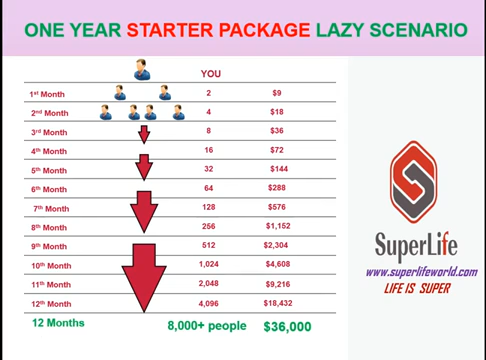 ONE YEAR STARTER PACKAGE LAZY SCENARIO
YOU
1st Month 2 $9
2nd Month 4 $18
3rd Month 8 $36
4th Month 16 $72
5th Month 32 $144
6th Month 64 $288
7th Month 128 $576
8th Month 256 $1,152
9th Month 512 $2,304
10th Month 1,024 $4,608
11th Month 2,048 $9,216
12th Month 4,096 $18,432
12 Months 8,000+ people $36,000
SuperLife
www.superlifeworld.com
LIFE IS SUPER